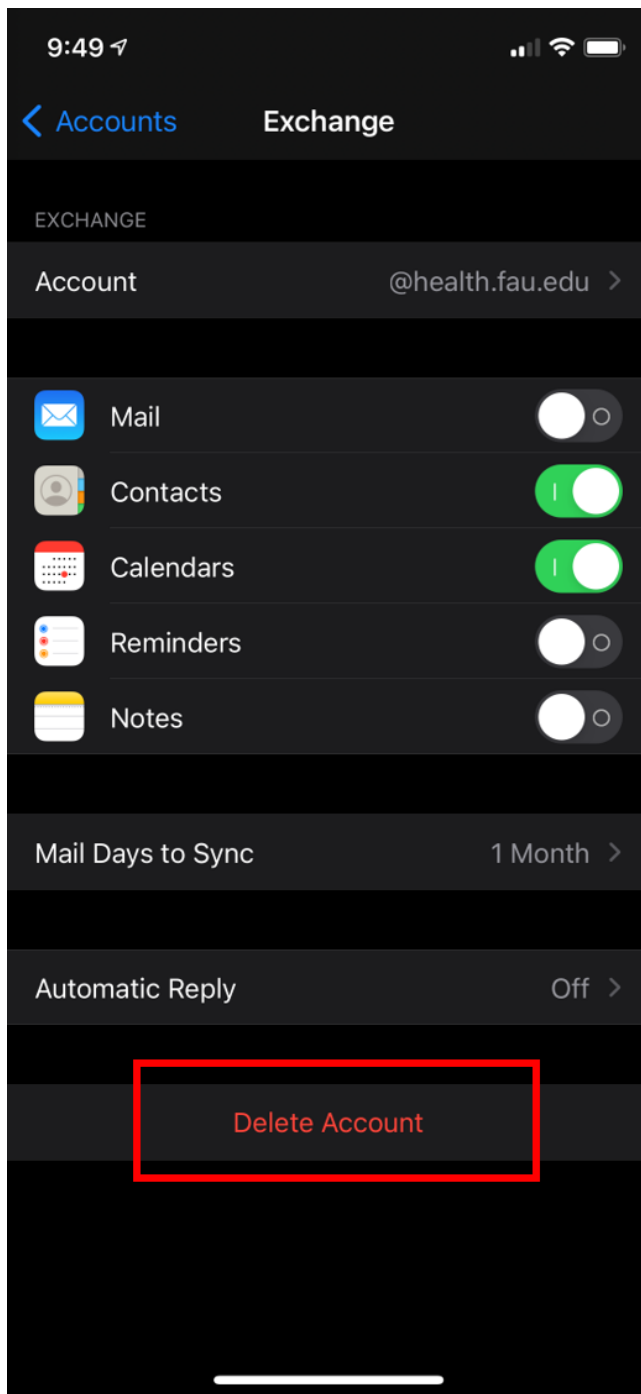 9:49
Accounts Exchange
EXCHANGE
Account @health.fau.edu
Mail
Contacts
Calendars
Reminders
Notes
Mail Days to Sync 1 Month
Automatic Reply Off
Delete Account